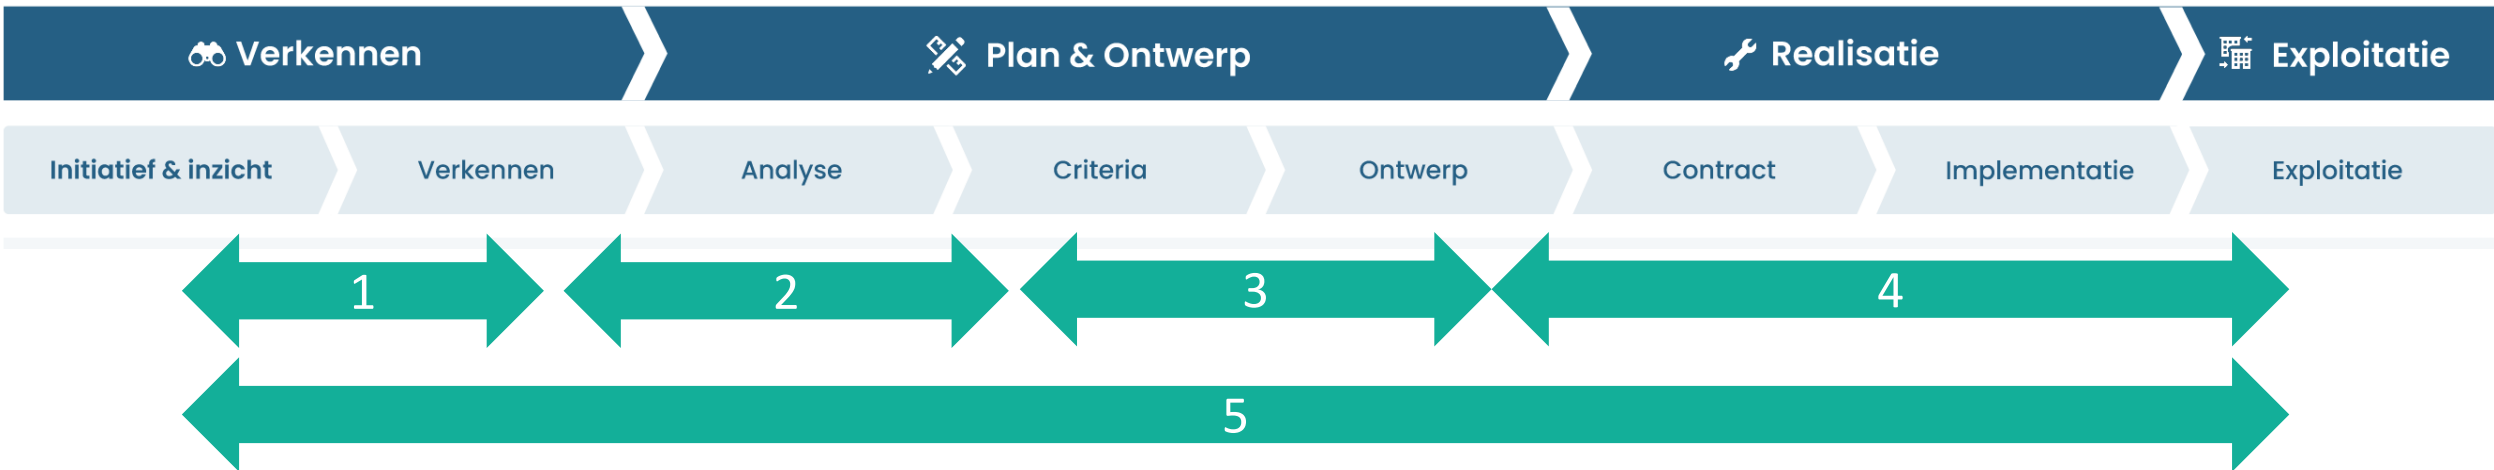 Verkennen
Plan & Ontwerp
Realisatie
Exploitatie
Initiatief & inzicht
Verkennen
Analyse
Criteria
Ontwerp
Contract
Implementatie
Exploitatie
1
2
3
4
5